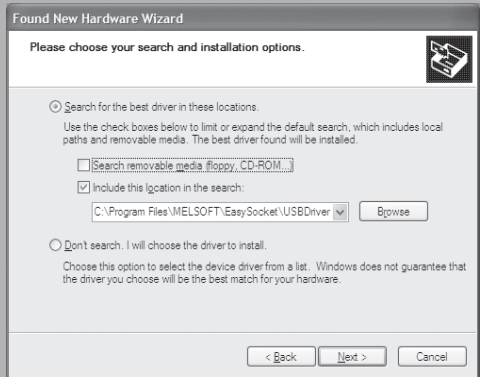 Found New Hardware Wizard
Please choose your search and installation options.
Search for the best driver in these locations.
Use the check boxes below to limit or expand the default search, which includes local
paths and removable media. The best driver found will be installed.
Search removable media (floppy, CD-ROM...)
Include this location in the search:
C:\Program Files\MELSOFT\EasySocket\USBDriver
Browse
Don't search. I will choose the driver to install.
Choose this option to select the device driver from a list. Windows does not guarantee that
the driver you choose will be the best match for your hardware.
< Back
Next >
Cancel